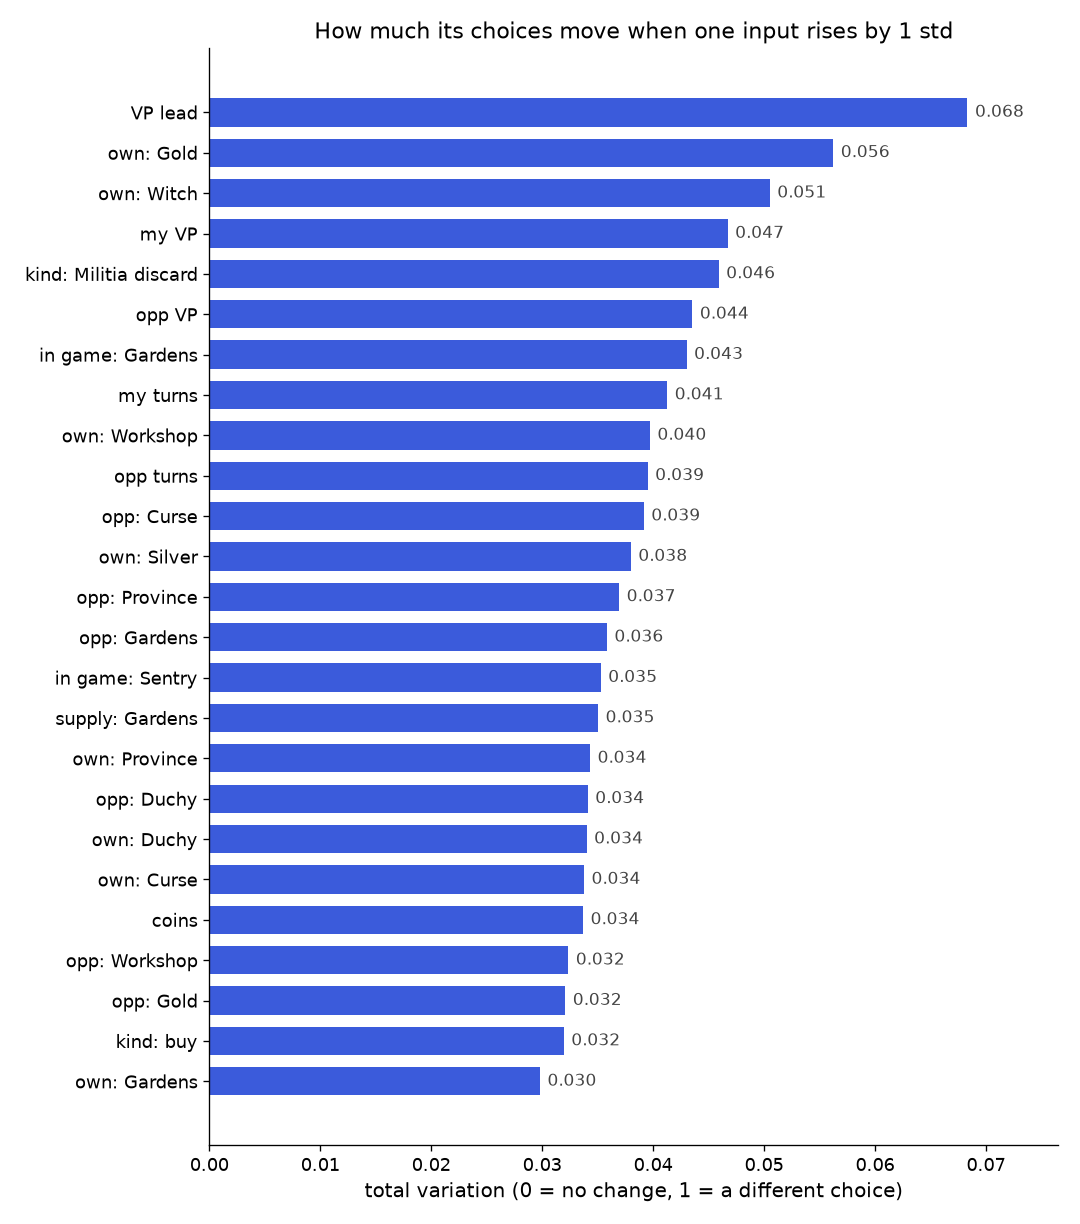 How much its choices move when one input rises by 1 std
VP lead 0.068
own: Gold 0.056
own: Witch 0.051
my VP 0.047
kind: Militia discard 0.046
opp VP 0.044
in game: Gardens 0.043
my turns 0.041
own: Workshop 0.040
opp turns 0.039
opp: Curse 0.039
own: Silver 0.038
opp: Province 0.037
opp: Gardens 0.036
in game: Sentry 0.035
supply: Gardens 0.035
own: Province 0.034
opp: Duchy 0.034
own: Duchy 0.034
own: Curse 0.034
coins 0.034
opp: Workshop 0.032
opp: Gold 0.032
kind: buy 0.032
own: Gardens 0.030
0.00 0.01 0.02 0.03 0.04 0.05 0.06 0.07
total variation (0 = no change, 1 = a different choice)